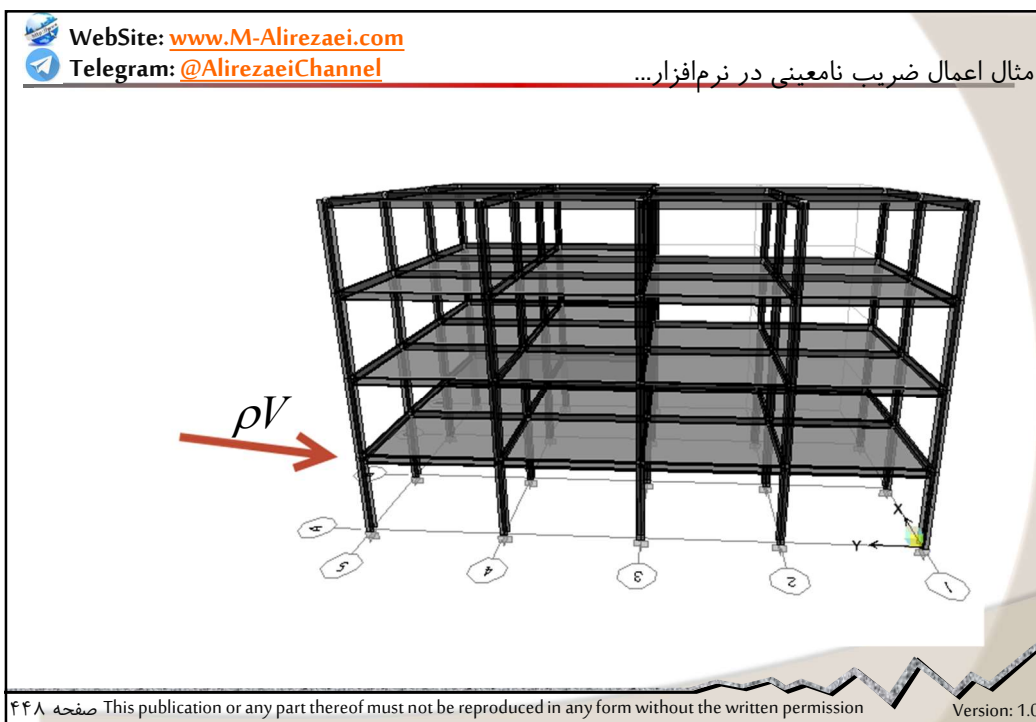 WebSite: www.M-Alirezaei.com
Telegram: @AlirezaeiChannel
مثال اعمال ضریب نامعینی در نرم‌افزار...
ρV
X
Y
A
5
4
3
2
1
صفحه ۴۴۸ This publication or any part thereof must not be reproduced in any form without the written permission
Version: 1.0